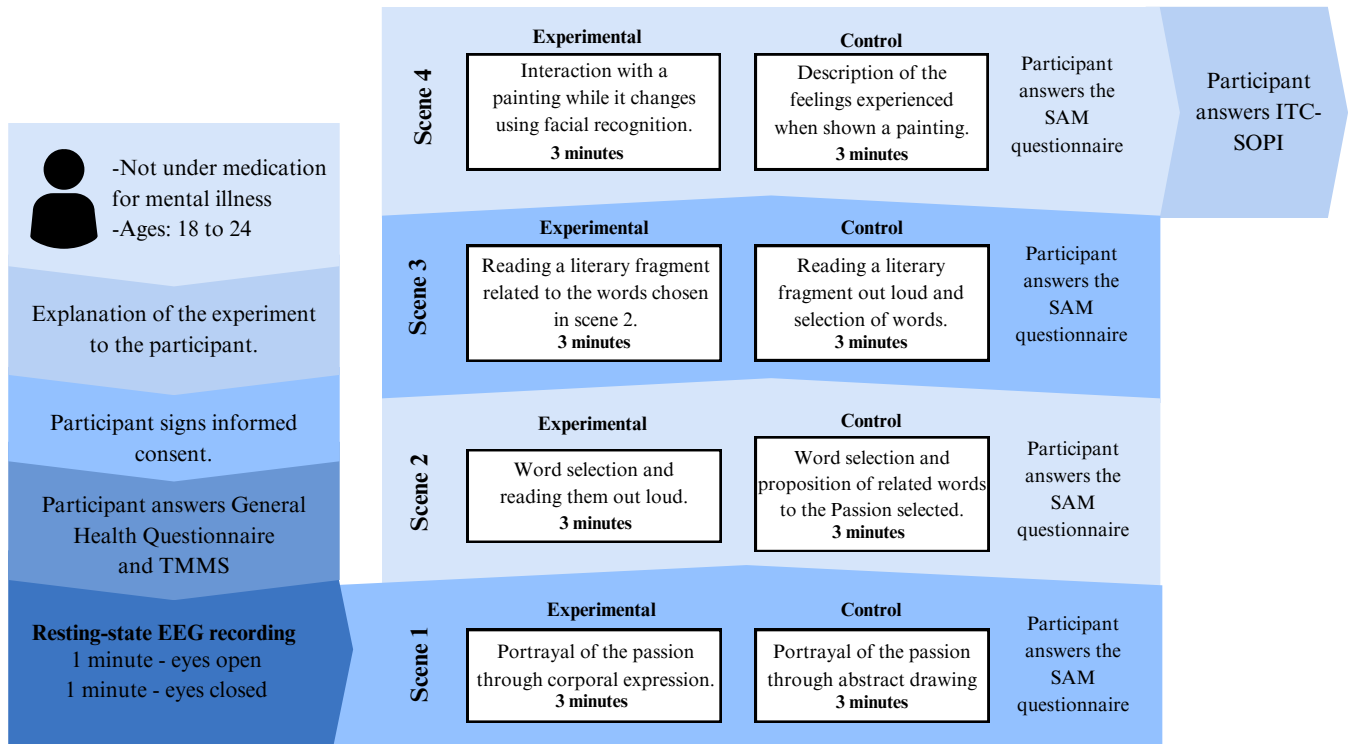 -Not under medication
for mental illness
-Ages: 18 to 24
Explanation of the experiment
to the participant.
Participant signs informed
consent.
Participant answers General
Health Questionnaire
and TMMS
Resting-state EEG recording
1 minute - eyes open
1 minute - eyes closed
Scene 1
Experimental
Portrayal of the passion
through corporal expression.
3 minutes
Control
Portrayal of the passion
through abstract drawing
3 minutes
Participant
answers the
SAM
questionnaire
Scene 2
Experimental
Word selection and
reading them out loud.
3 minutes
Control
Word selection and
proposition of related words
to the Passion selected.
3 minutes
Participant
answers the
SAM
questionnaire
Scene 3
Experimental
Reading a literary fragment
related to the words chosen
in scene 2.
3 minutes
Control
Reading a literary
fragment out loud and
selection of words.
3 minutes
Participant
answers the
SAM
questionnaire
Scene 4
Experimental
Interaction with a
painting while it changes
using facial recognition.
3 minutes
Control
Description of the
feelings experienced
when shown a painting.
3 minutes
Participant
answers the
SAM
questionnaire
Participant
answers ITC-
SOPI